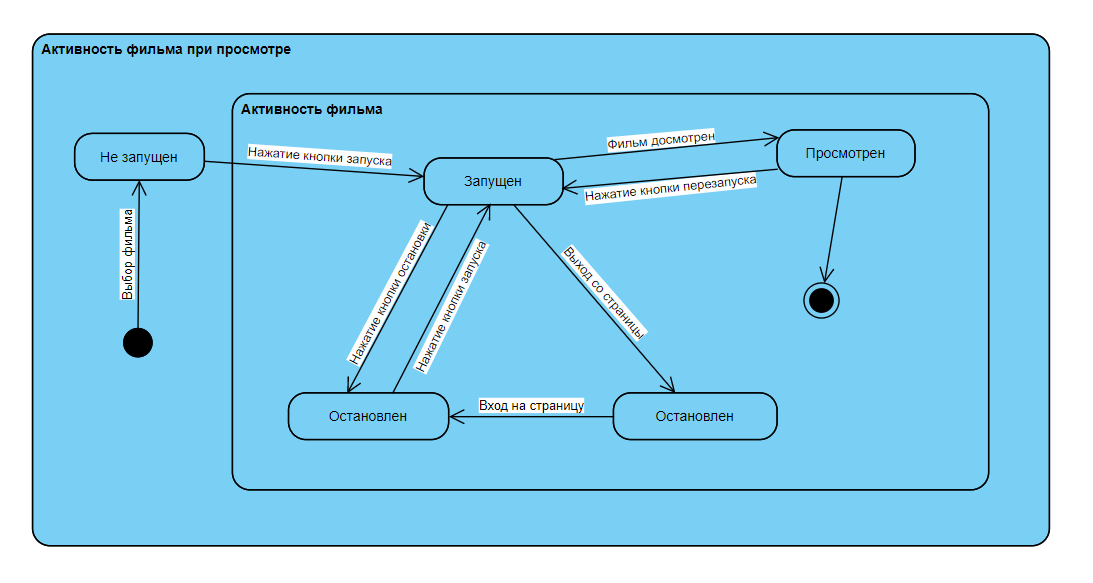 Активность фильма при просмотре
Активность фильма
Не запущен
Нажатие кнопки запуска
Запущен
Фильм досмотрен
Просмотрен
Нажатие кнопки перезапуска
Выбор фильма
Нажатие кнопки остановки
Нажатие кнопки запуска
Выход со страницы
Остановлен
Вход на страницу
Остановлен